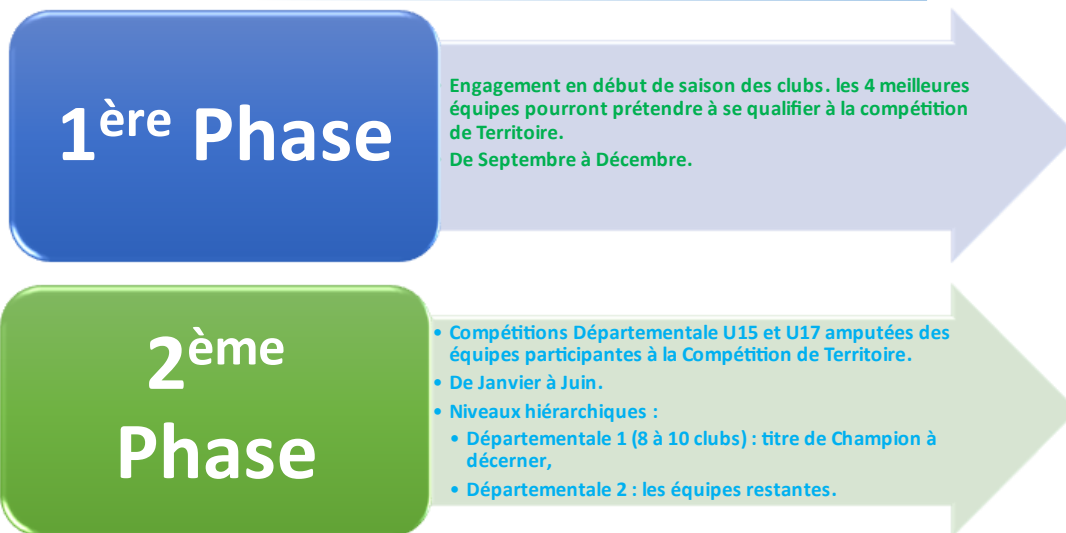 1ère Phase
Engagement en début de saison des clubs. les 4 meilleures
équipes pourront prétendre à se qualifier à la compétition
de Territoire.
De Septembre à Décembre.
2ème
Phase
• Compétitions Départementale U15 et U17 amputées des
équipes participantes à la Compétition de Territoire.
• De Janvier à Juin.
• Niveaux hiérarchiques :
• Départementale 1 (8 à 10 clubs) : titre de Champion à
décerner,
• Départementale 2 : les équipes restantes.